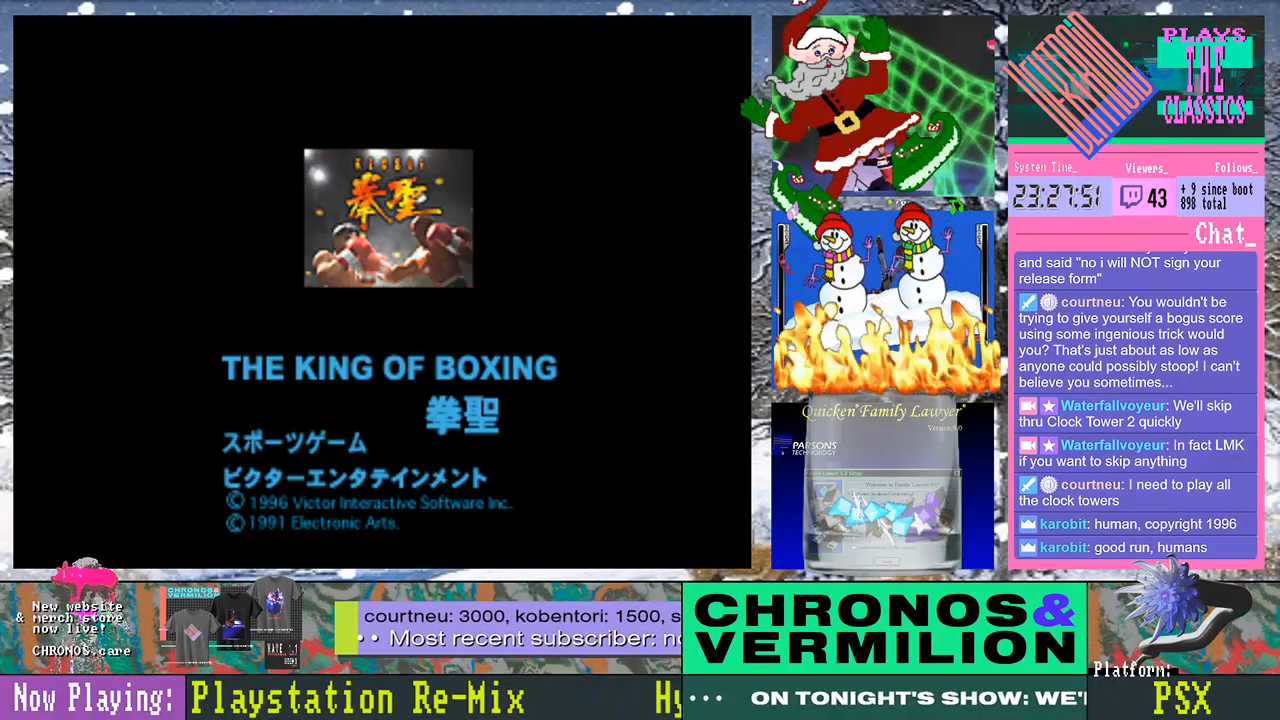 拳聖
THE KING OF BOXING
拳聖
スポーツゲーム
ビクターエンタテインメント
© 1996 Victor Interactive Software Inc.
© 1991 Electronic Arts.
Quicken Family Lawyer
PARSONS
TECHNOLOGY
PLAYS
THE
CLASSICS
System Time_
Viewers_
Follows_
23:27:51
43
+ 9 since boot
898 total
Chat_
and said "no i will NOT sign your
release form"
courtneu: You wouldn't be
trying to give yourself a bogus score
using some ingenious trick would
you? That's just about as low as
anyone could possibly stoop! I can't
believe you sometimes...
Waterfallvoyeur: We'll skip
thru Clock Tower 2 quickly
Waterfallvoyeur: In fact LMK
if you want to skip anything
courtneu: I need to play all
the clock towers
karobit: human, copyright 1996
karobit: good run, humans
New website
& merch store
now live!
CHRONOS.care
courtneu: 3000, kobentori: 1500, s
•• Most recent subscriber: no
CHRONOS&
VERMILION
Now Playing:
Playstation Re-Mix
Hy
••• ON TONIGHT'S SHOW: WE'
Platform:
PSX